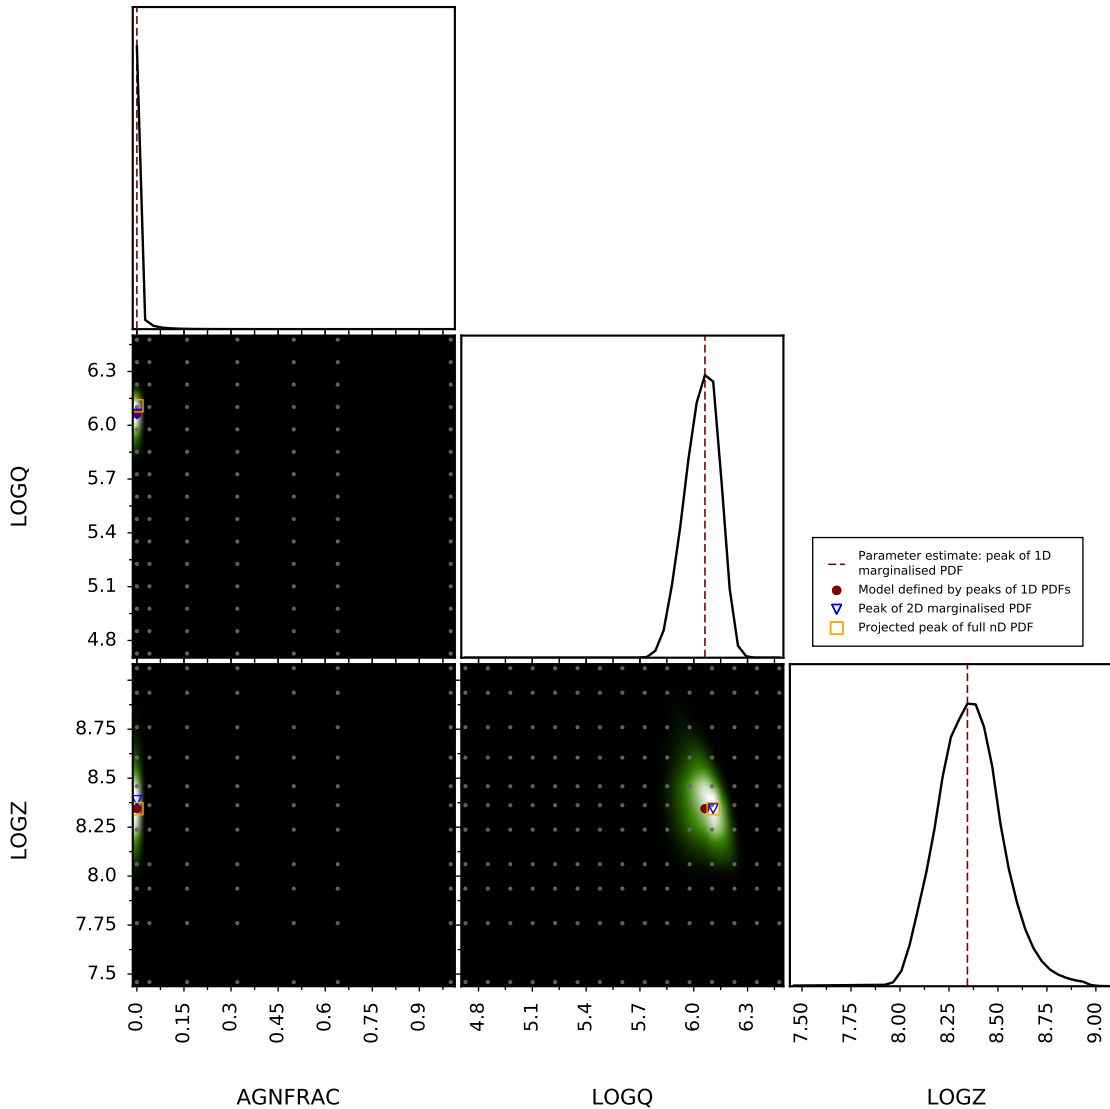 6.3
6.0
5.7
5.4
5.1
4.8
LOGQ
Parameter estimate: peak of 1D
marginalised PDF
Model defined by peaks of 1D PDFs
Peak of 2D marginalised PDF
Projected peak of full nD PDF
8.75
8.5
8.25
8.0
7.75
7.5
LOGZ
0.0 0.15 0.3 0.45 0.6 0.75 0.9
4.8 5.1 5.4 5.7 6.0 6.3
7.50 7.75 8.00 8.25 8.50 8.75 9.00
AGNFRAC LOGQ LOGZ